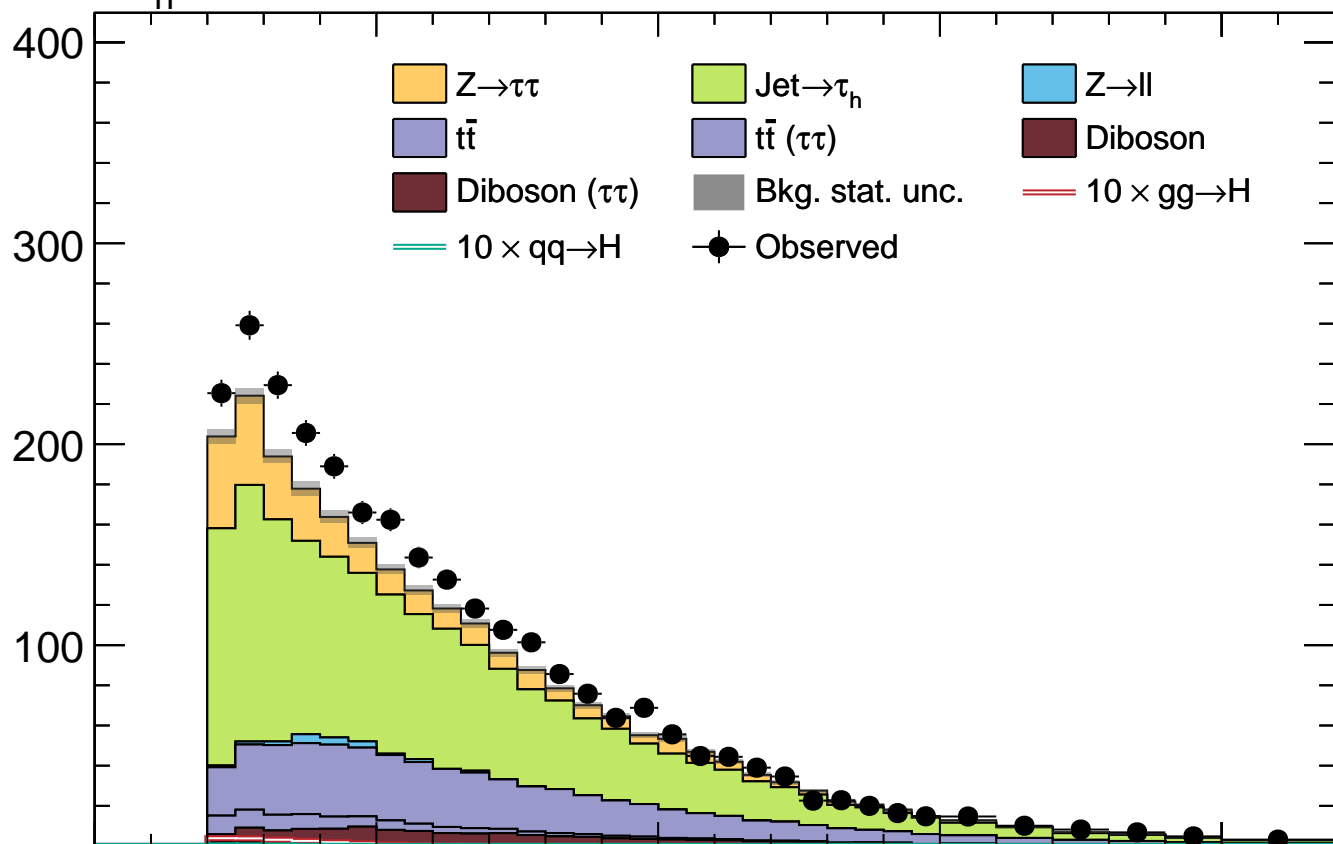 400
Z→ττ Jet→τh Z→ll
tt̄ tt̄ (ττ) Diboson
Diboson (ττ) Bkg. stat. unc. 10 × gg→H
10 × qq→H Observed
300
200
100